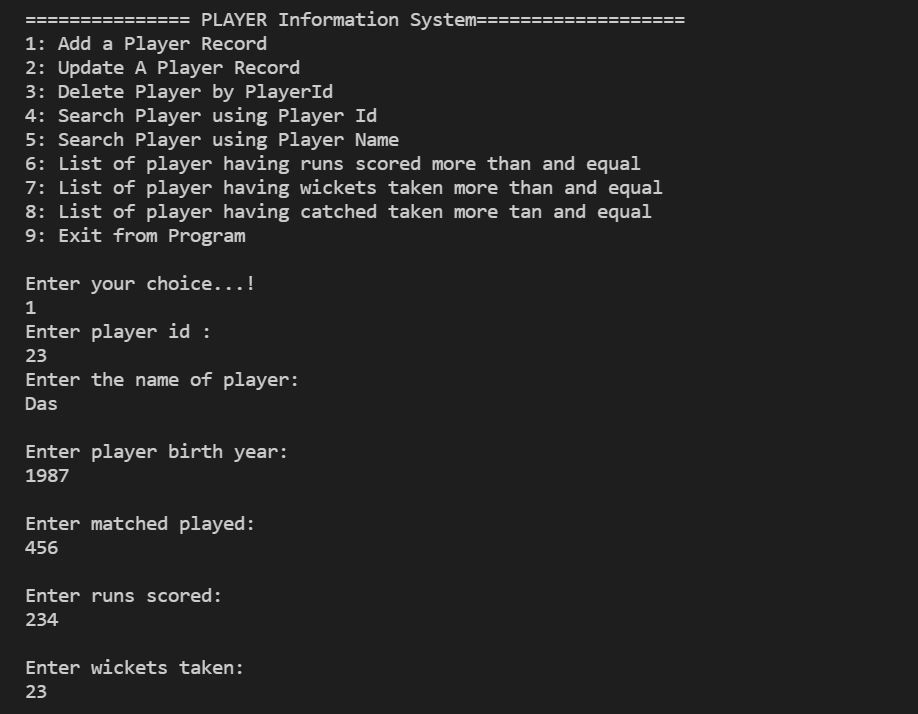 =============== PLAYER Information System===================
1: Add a Player Record
2: Update A Player Record
3: Delete Player by PlayerId
4: Search Player using Player Id
5: Search Player using Player Name
6: List of player having runs scored more than and equal
7: List of player having wickets taken more than and equal
8: List of player having catched taken more tan and equal
9: Exit from Program
Enter your choice...!
1
Enter player id :
23
Enter the name of player:
Das
Enter player birth year:
1987
Enter matched played:
456
Enter runs scored:
234
Enter wickets taken:
23